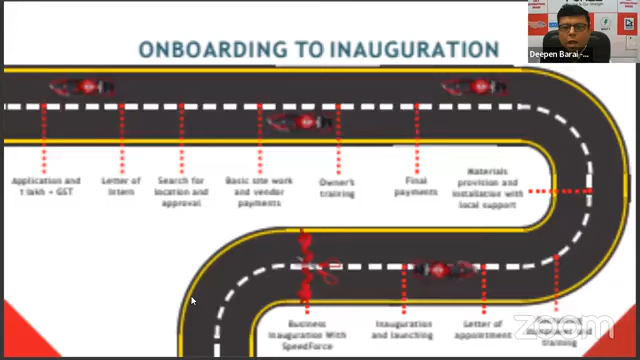 ONBOARDING TO INAUGURATION
Deepen Barai -...
Application and
1 lakh + GST
Letter of
Intern
Search for
location and
approval
Basic site work
and vendor
payments
Owner's
training
Final
payments
Materials
provision and
installation with
local support
Business
Inauguration With
SpeedForce
Inauguration
and launching
Letter of
appointment
training
zoom